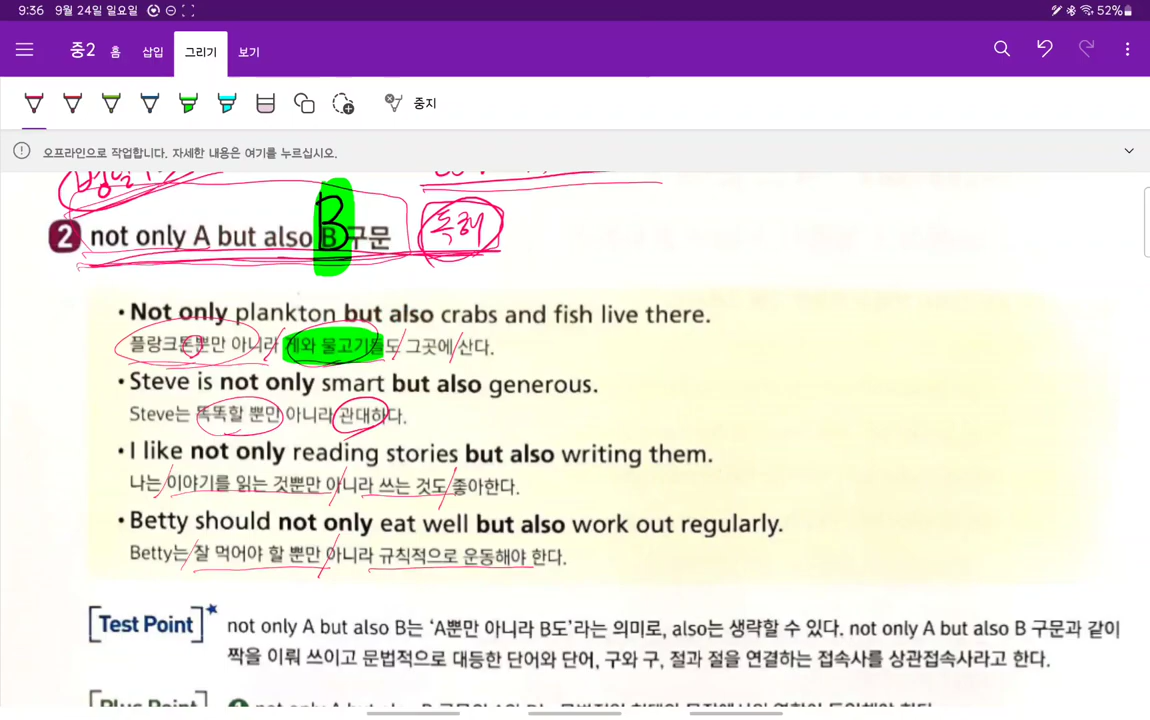 9:36 9월 24일 일요일 52%
중2 홈 삽입 그리기 보기
중지
오프라인으로 작업합니다. 자세한 내용은 여기를 누르십시오.
B
2 not only A but also B 구문 독해
• Not only plankton but also crabs and fish live there.
플랑크톤뿐만 아니라 게와 물고기들도 그곳에 산다.
• Steve is not only smart but also generous.
Steve는 똑똑할 뿐만 아니라 관대하다.
• I like not only reading stories but also writing them.
나는 이야기를 읽는 것뿐만 아니라 쓰는 것도 좋아한다.
• Betty should not only eat well but also work out regularly.
Betty는 잘 먹어야 할 뿐만 아니라 규칙적으로 운동해야 한다.
[Test Point]★ not only A but also B는 ‘A뿐만 아니라 B도’라는 의미로, also는 생략할 수 있다. not only A but also B 구문과 같이
짝을 이뤄 쓰이고 문법적으로 대등한 단어와 단어, 구와 구, 절과 절을 연결하는 접속사를 상관접속사라고 한다.
[Plus Point]